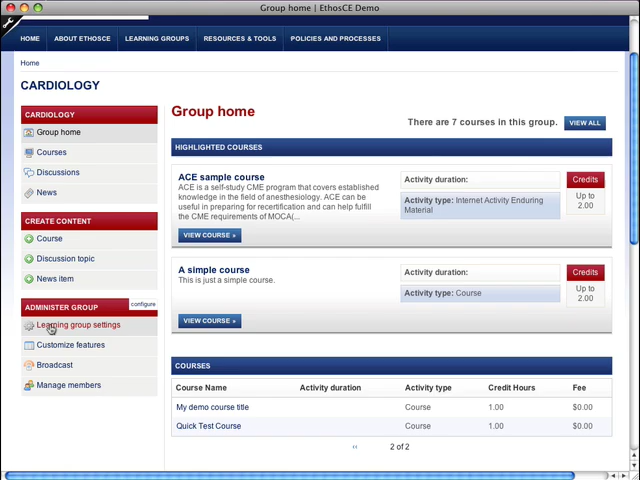 Group home | EthosCE Demo
HOME ABOUT ETHOSCE LEARNING GROUPS RESOURCES & TOOLS POLICIES AND PROCESSES
Home
CARDIOLOGY
CARDIOLOGY
Group home
Courses
Discussions
News
CREATE CONTENT
Course
Discussion topic
News item
ADMINISTER GROUP
configure
Learning group settings
Customize features
Broadcast
Manage members
Group home
There are 7 courses in this group. VIEW ALL
HIGHLIGHTED COURSES
ACE sample course
ACE is a self-study CME program that covers established
knowledge in the field of anesthesiology. ACE can be
useful in preparing for recertification and can help fulfill
the CME requirements of MOCA(...
VIEW COURSE »
Activity duration:
Activity type: Internet Activity Enduring
Material
Credits
Up to
2.00
A simple course
This is just a simple course.
VIEW COURSE »
Activity duration:
Activity type: Course
Credits
Up to
2.00
COURSES
Course Name Activity duration Activity type Credit Hours Fee
My demo course title Course 1.00 $0.00
Quick Test Course Course 1.00 $0.00
‹‹ 2 of 2